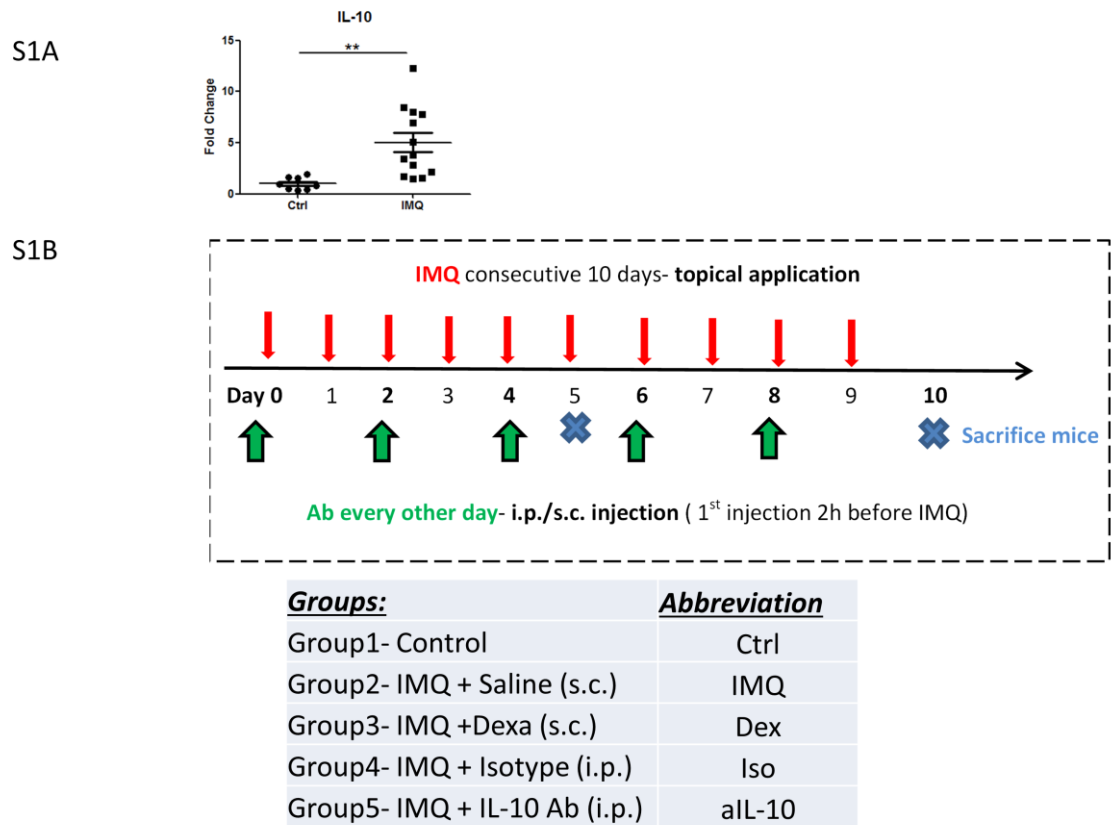 S1A
IL-10
**
15
10
5
0
Fold Change
Ctrl
IMQ
S1B
IMQ consecutive 10 days- topical application
Day 0 1 2 3 4 5 6 7 8 9 10
Sacrifice mice
Ab every other day- i.p./s.c. injection ( 1st injection 2h before IMQ)
Groups: Abbreviation
Group1- Control Ctrl
Group2- IMQ + Saline (s.c.) IMQ
Group3- IMQ +Dexa (s.c.) Dex
Group4- IMQ + Isotype (i.p.) Iso
Group5- IMQ + IL-10 Ab (i.p.) aIL-10